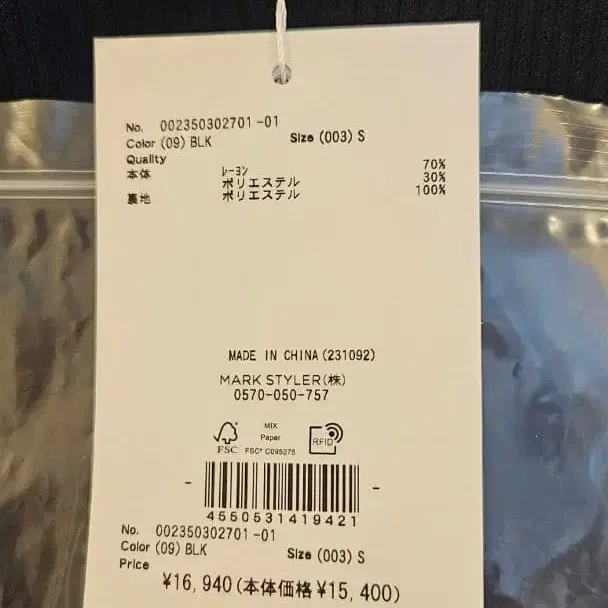 No. 002350302701-01
Color (09) BLK Size (003) S
Quality
本体 レーヨン 70%
ポリエステル 30%
裏地 ポリエステル 100%
MADE IN CHINA (231092)
MARK STYLER(株)
0570-050-757
FSC
MIX
Paper
FSC® C095275
RFID
4550531419421
No. 002350302701-01
Color (09) BLK Size (003) S
Price
¥16,940(本体価格¥15,400)